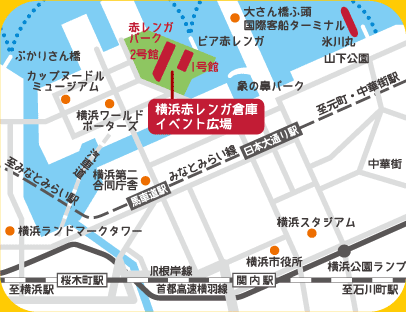 大さん橋ふ頭
国際客船ターミナル
氷川丸
山下公園
赤レンガ
パーク
2号館
1号館
ピア赤レンガ
ぷかりさん橋
カップヌードル
ミュージアム
象の鼻パーク
横浜ワールド
ポーターズ
横浜赤レンガ倉庫
イベント広場
至元町・中華街駅
汽車道
みなとみらい線
日本大通り駅
至みなとみらい駅
横浜第二
合同庁舎
馬車道駅
中華街
横浜スタジアム
横浜ランドマークタワー
横浜市役所
横浜公園ランプ
JR根岸線
桜木町駅
関内駅
至横浜駅
首都高速横羽線
至石川町駅